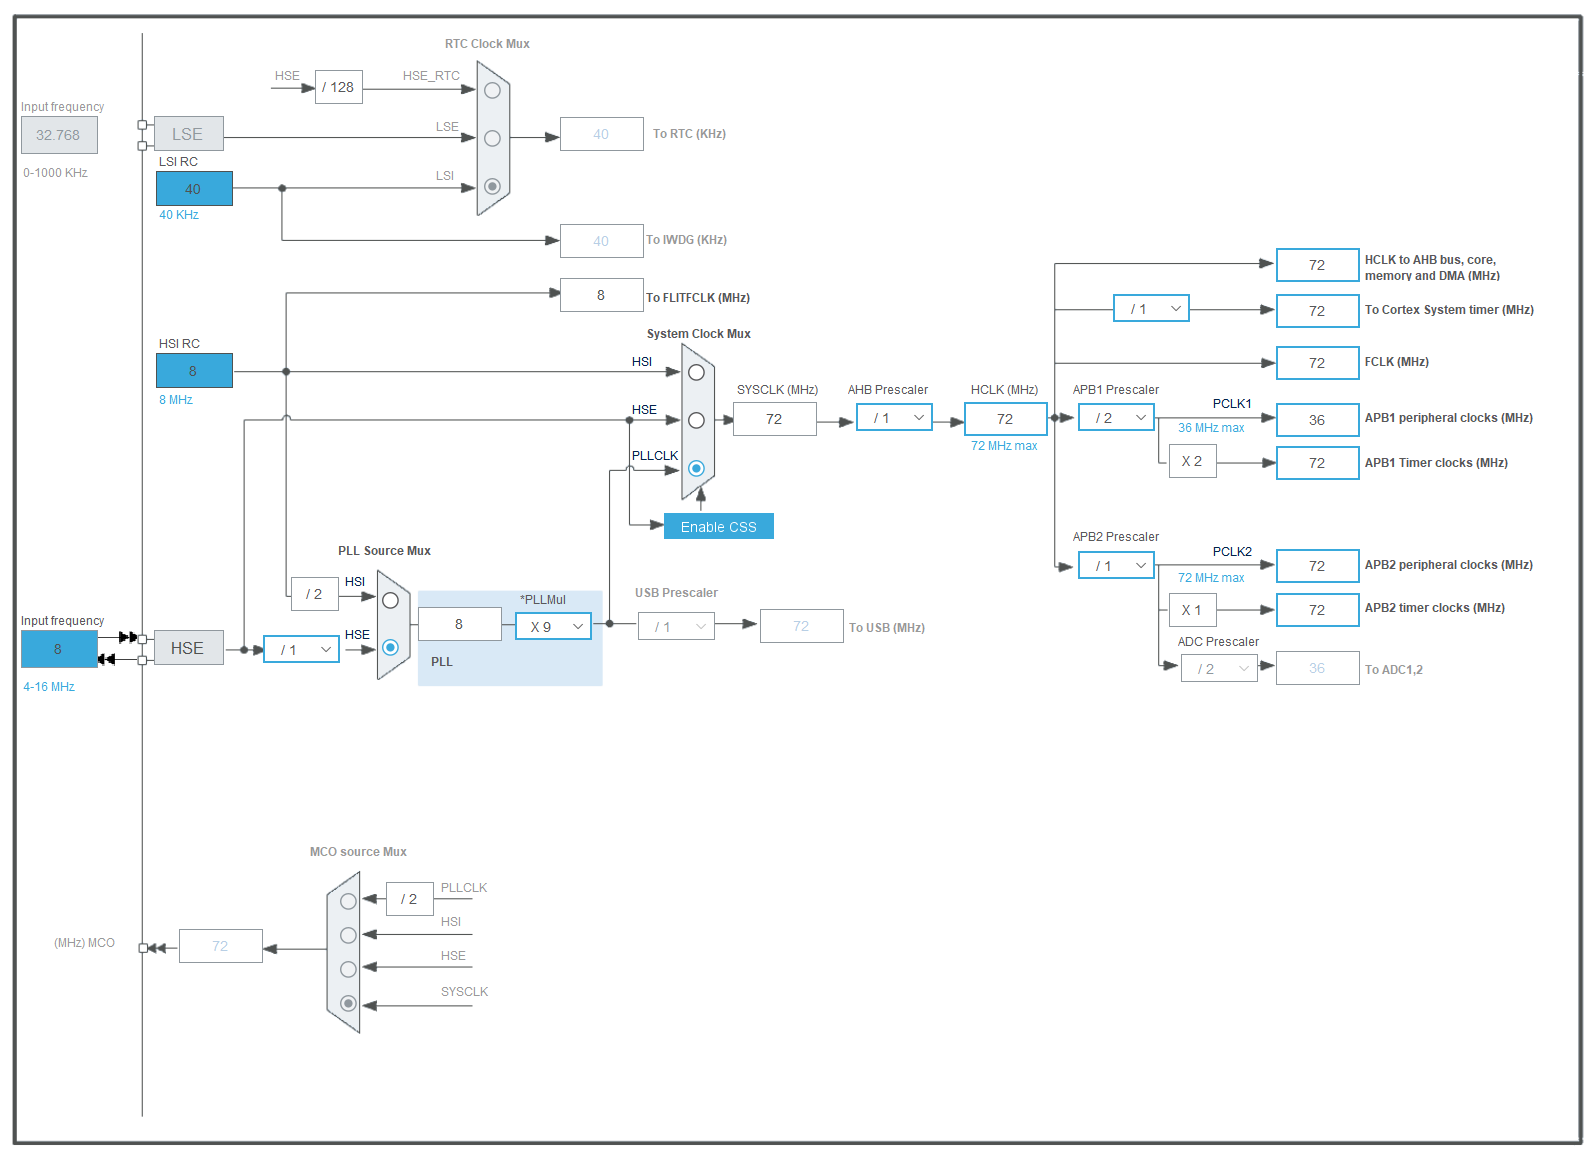 RTC Clock Mux
HSE
/ 128
HSE_RTC
Input frequency
32.768
0-1000 KHz
LSE
LSE
40
To RTC (KHz)
LSI RC
40
40 KHz
LSI
40
To IWDG (KHz)
8
To FLITFCLK (MHz)
System Clock Mux
HSI RC
8
8 MHz
HSI
HSE
PLLCLK
Enable CSS
SYSCLK (MHz)
72
AHB Prescaler
/ 1
HCLK (MHz)
72
72 MHz max
72
HCLK to AHB bus, core,
memory and DMA (MHz)
/ 1
72
To Cortex System timer (MHz)
72
FCLK (MHz)
APB1 Prescaler
/ 2
PCLK1
36 MHz max
36
APB1 peripheral clocks (MHz)
X 2
72
APB1 Timer clocks (MHz)
APB2 Prescaler
/ 1
PCLK2
72 MHz max
72
APB2 peripheral clocks (MHz)
X 1
72
APB2 timer clocks (MHz)
ADC Prescaler
/ 2
36
To ADC1,2
PLL Source Mux
/ 2
HSI
Input frequency
8
4-16 MHz
HSE
/ 1
HSE
8
*PLLMul
X 9
PLL
USB Prescaler
/ 1
72
To USB (MHz)
MCO source Mux
/ 2
PLLCLK
HSI
HSE
SYSCLK
(MHz) MCO
72